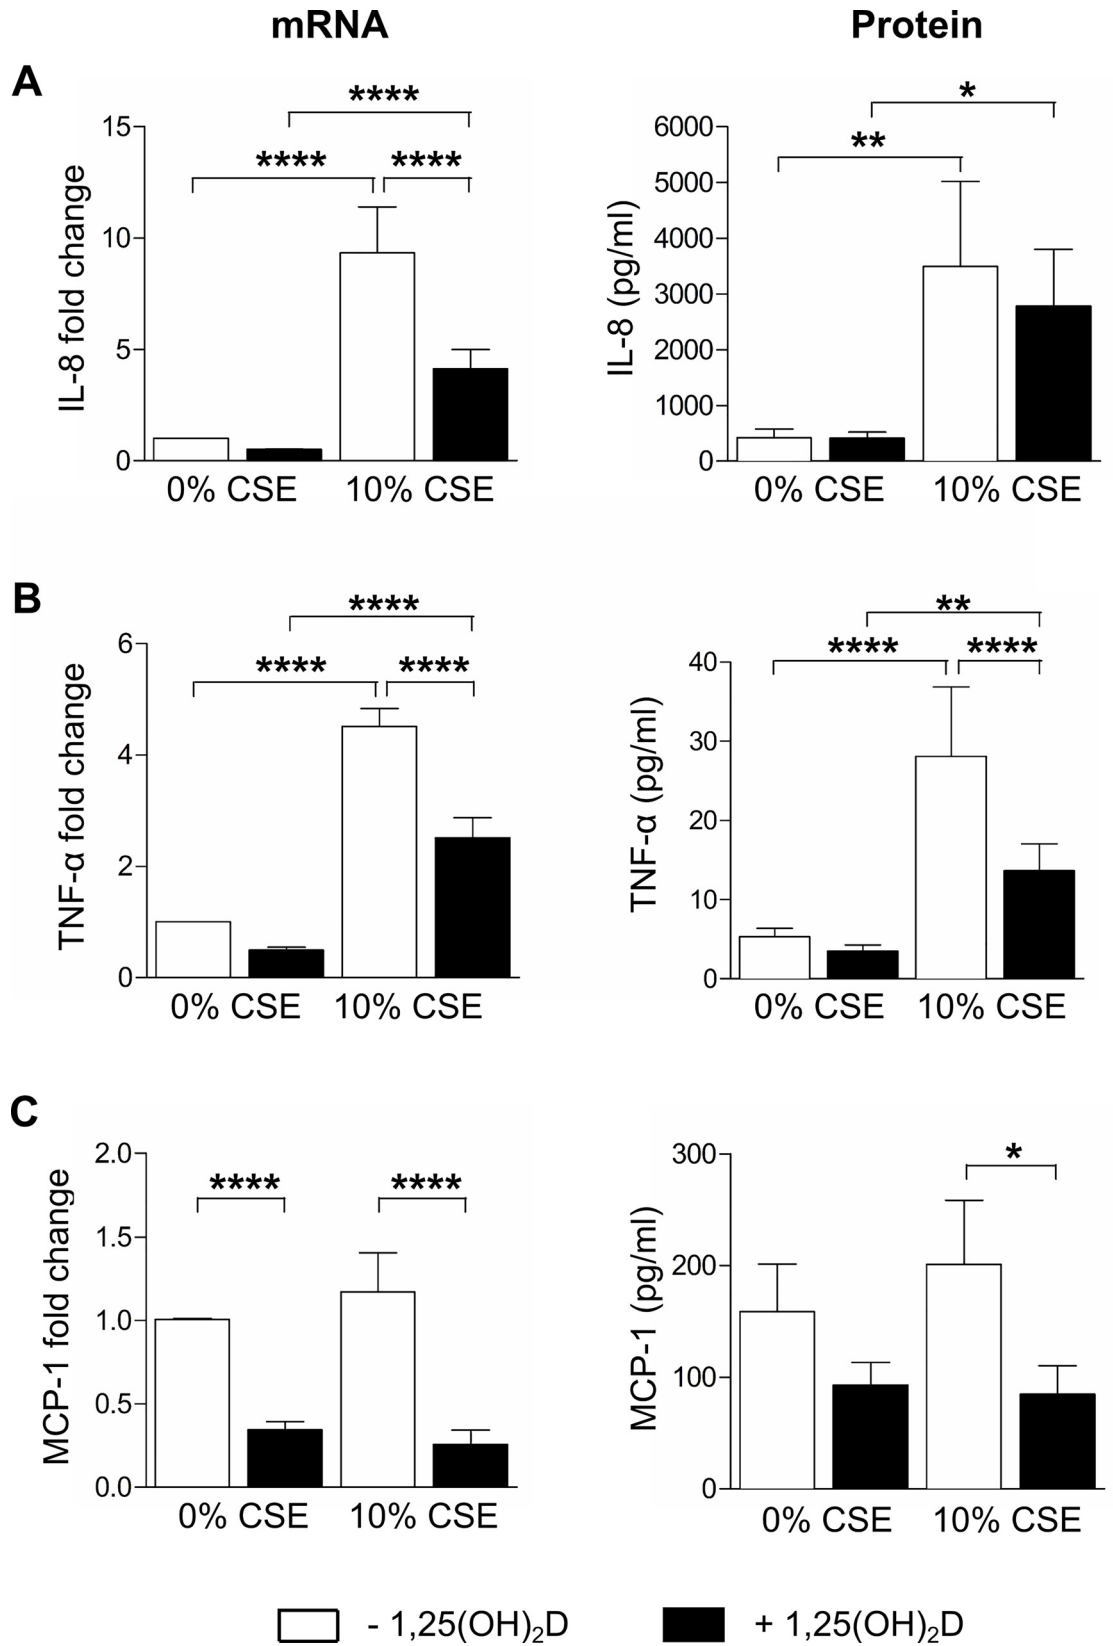 mRNA Protein
A
**** *
**** **** **
IL-8 fold change
15
10
5
0
0% CSE 10% CSE
IL-8 (pg/ml)
6000
5000
4000
3000
2000
1000
0
0% CSE 10% CSE
B
**** **
**** **** **** ****
TNF-α fold change
6
4
2
0
0% CSE 10% CSE
TNF-α (pg/ml)
40
30
20
10
0
0% CSE 10% CSE
C
**** **** *
MCP-1 fold change
2.0
1.5
1.0
0.5
0.0
0% CSE 10% CSE
MCP-1 (pg/ml)
300
200
100
0
0% CSE 10% CSE
- 1,25(OH)₂D + 1,25(OH)₂D